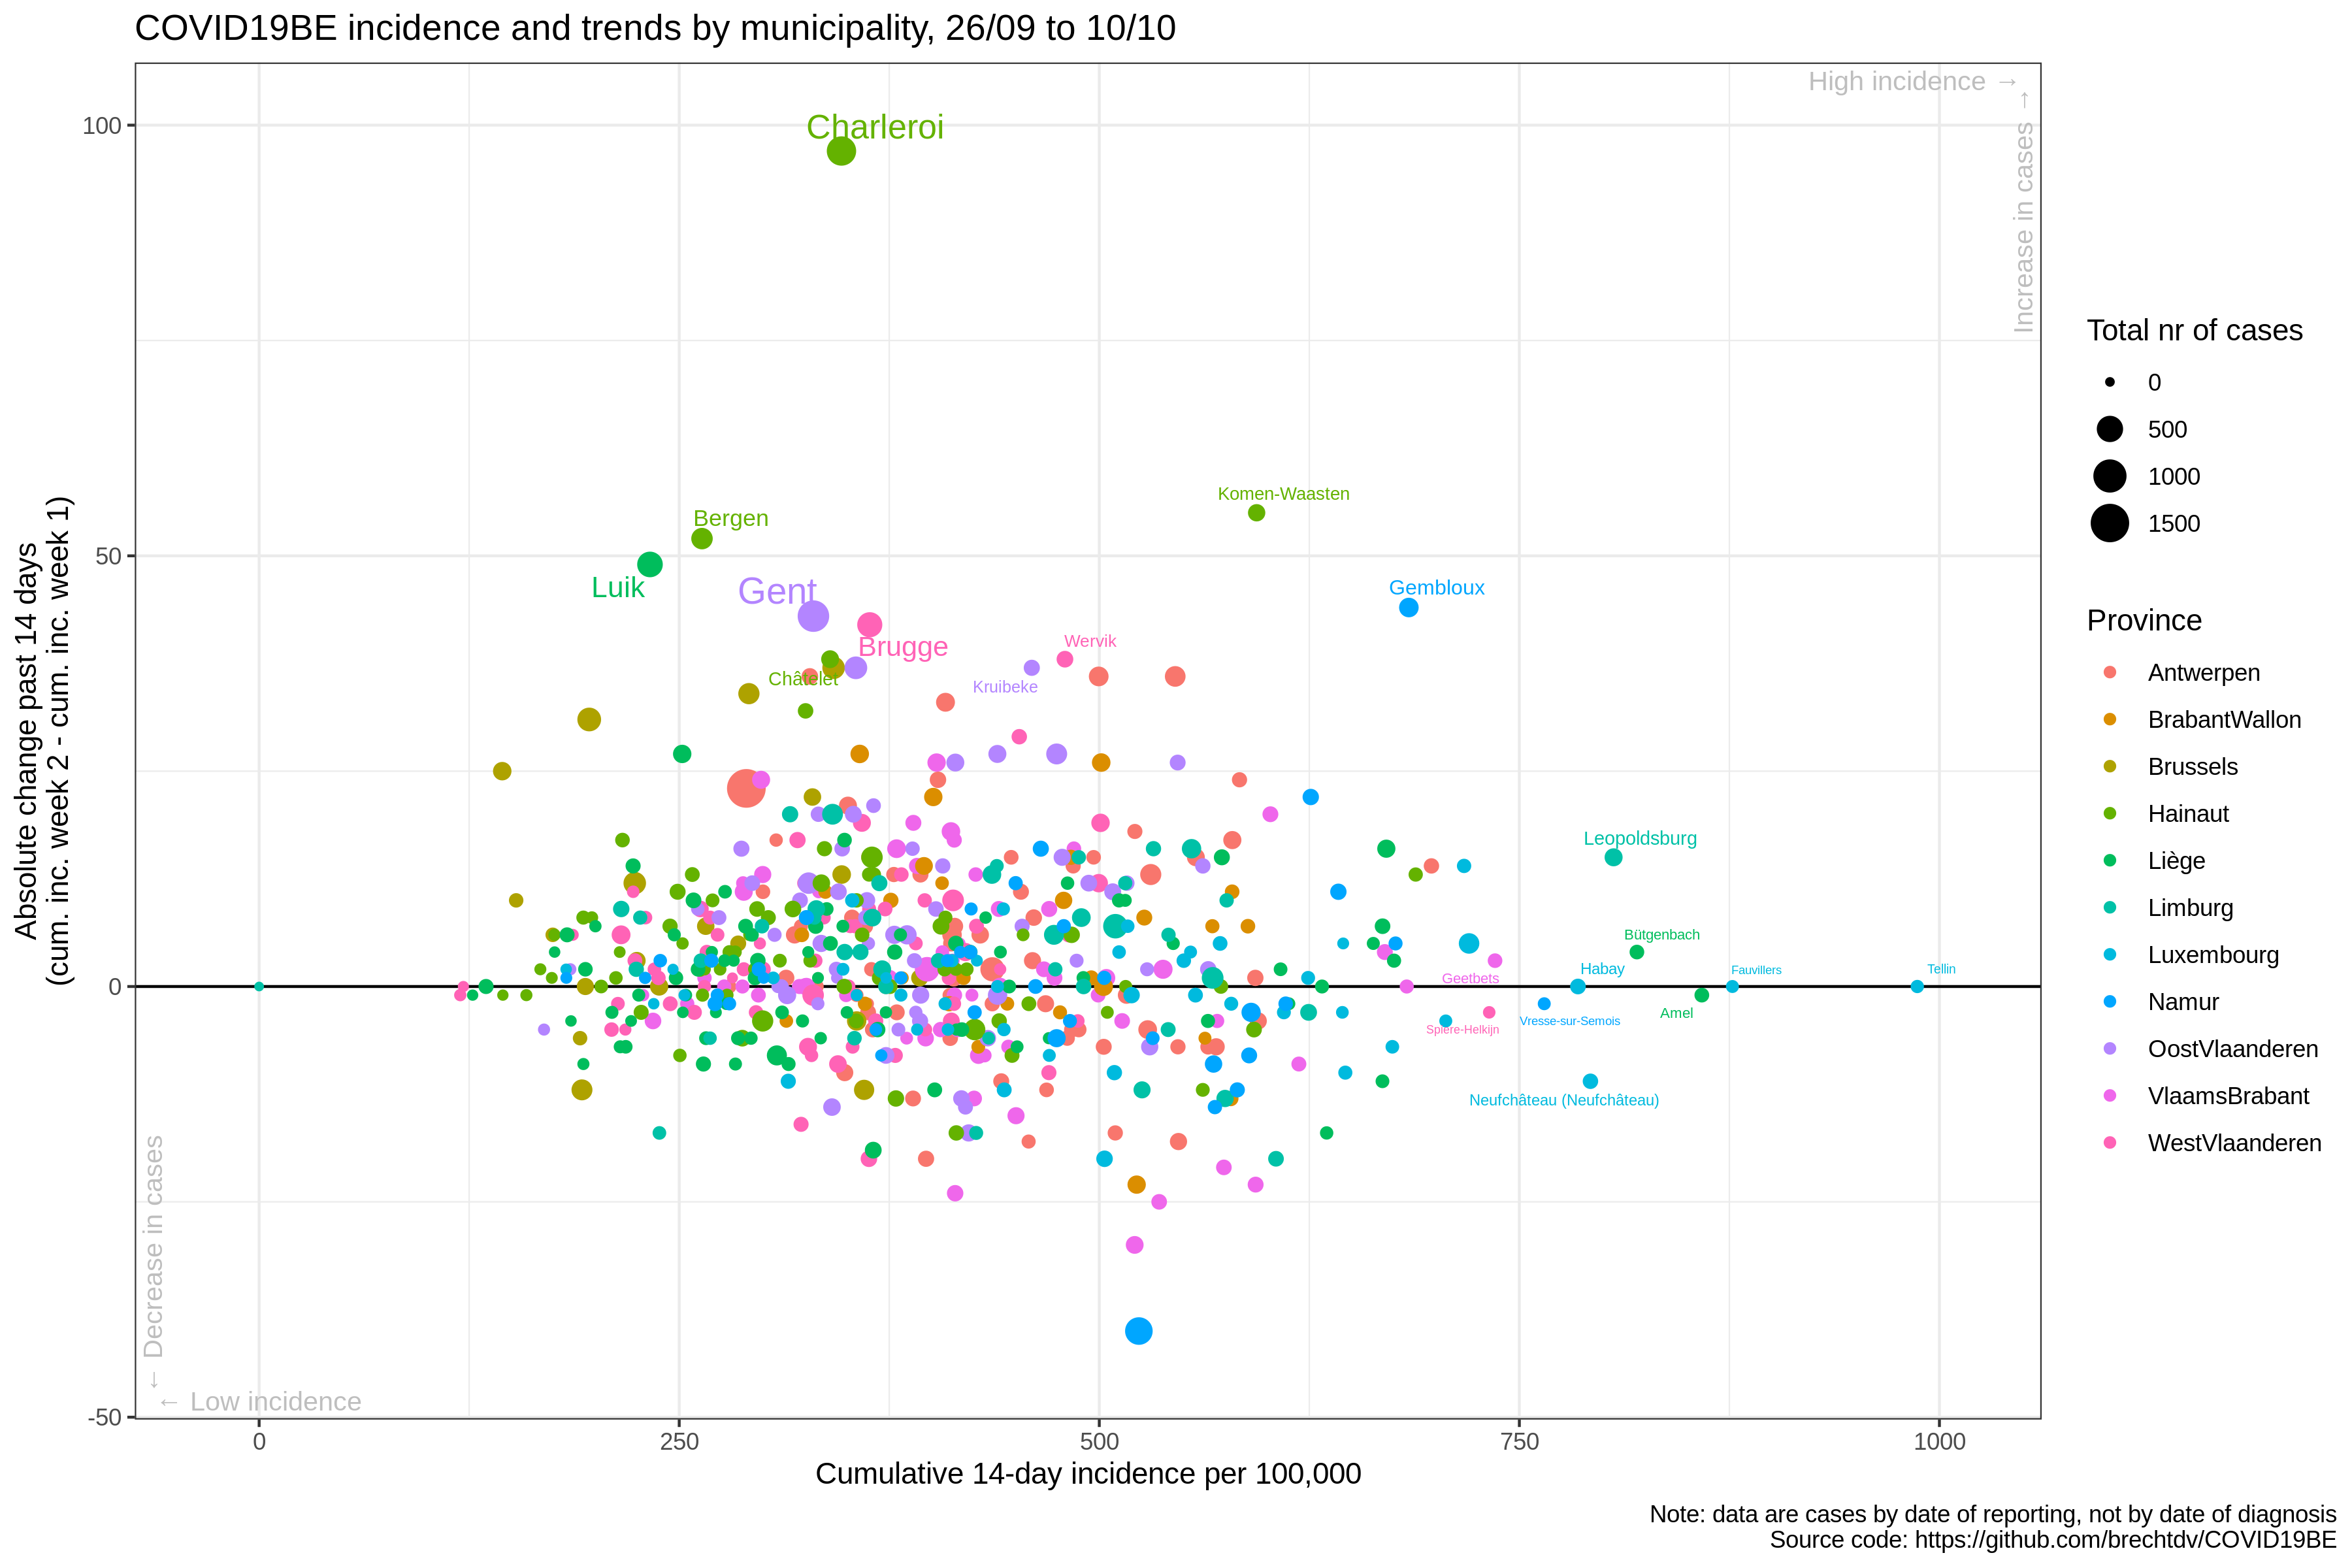 COVID19BE incidence and trends by municipality, 26/09 to 10/10
High incidence →
Increase in cases →
Charleroi
Komen-Waasten
Bergen
Luik
Gent
Gembloux
Brugge
Wervik
Châtelet
Kruibeke
Leopoldsburg
Bütgenbach
Geetbets
Habay
Fauvillers
Tellin
Amel
Spiere-Helkijn
Vresse-sur-Semois
Neufchâteau (Neufchâteau)
← Decrease in cases
← Low incidence
100
50
0
-50
0
250
500
750
1000
Absolute change past 14 days
(cum. inc. week 2 - cum. inc. week 1)
Cumulative 14-day incidence per 100,000
Total nr of cases
0
500
1000
1500
Province
Antwerpen
BrabantWallon
Brussels
Hainaut
Liège
Limburg
Luxembourg
Namur
OostVlaanderen
VlaamsBrabant
WestVlaanderen
Note: data are cases by date of reporting, not by date of diagnosis
Source code: https://github.com/brechtdv/COVID19BE